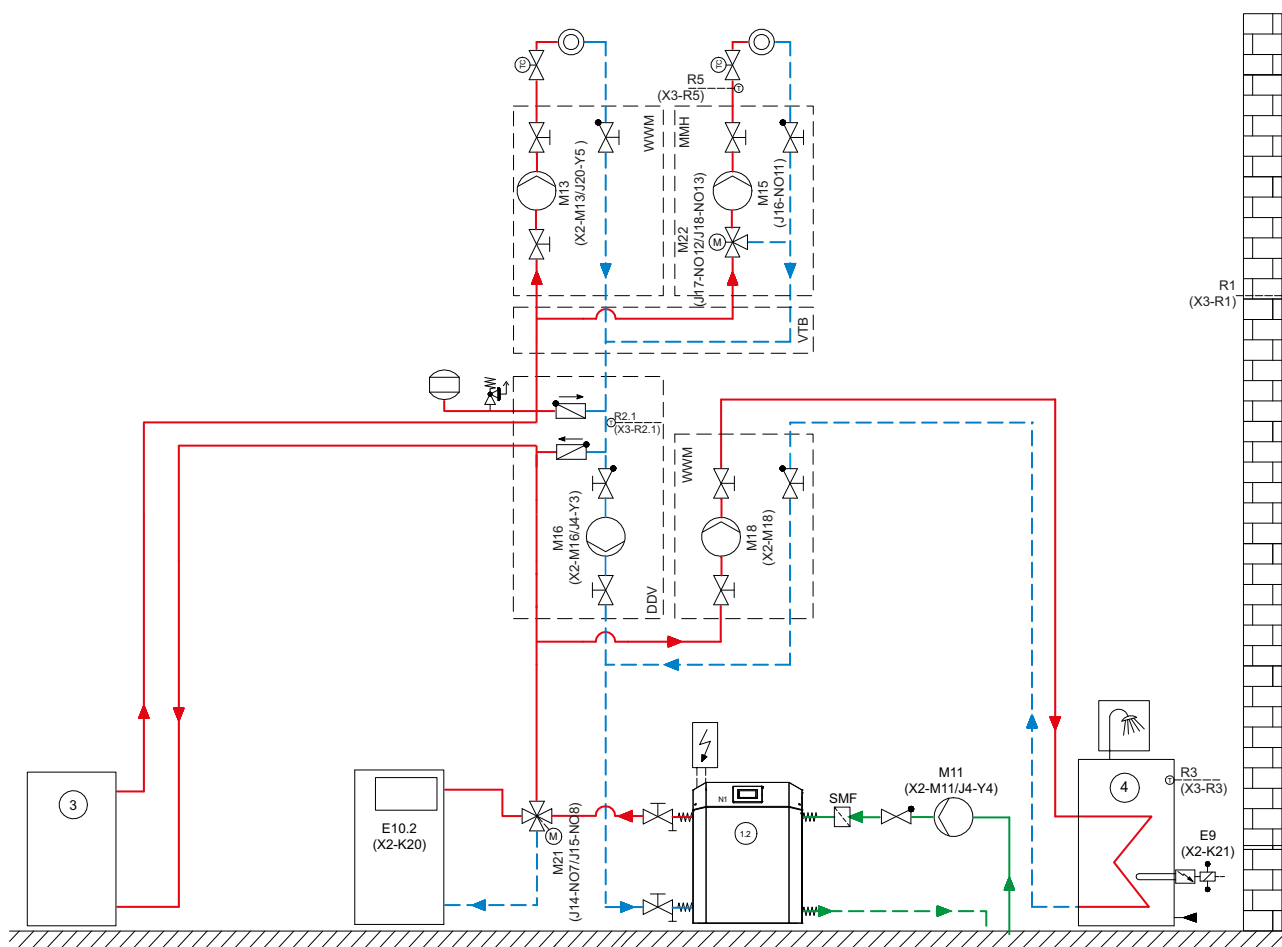 TC
TC
R5
(X3-R5)
T
WWM
MMH
M13
(X2-M13/J20-Y5 )
M15
(J16-NO11)
M22
(J17-NO12/J18-NO13)
M
R1
(X3-R1)
VTB
T
R2.1
(X3-R2.1)
WWM
M16
(X2-M16/J4-Y3)
M18
(X2-M18)
DDV
3
E10.2
(X2-K20)
M
M21
(J14-NO7/J15-NO8)
N1
1.2
SMF
M11
(X2-M11/J4-Y4)
4
T
R3
(X3-R3)
E9
(X2-K21)